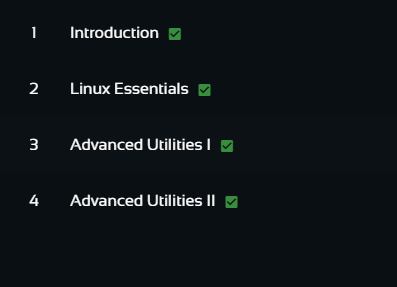 1 Introduction
2 Linux Essentials
3 Advanced Utilities I
4 Advanced Utilities II